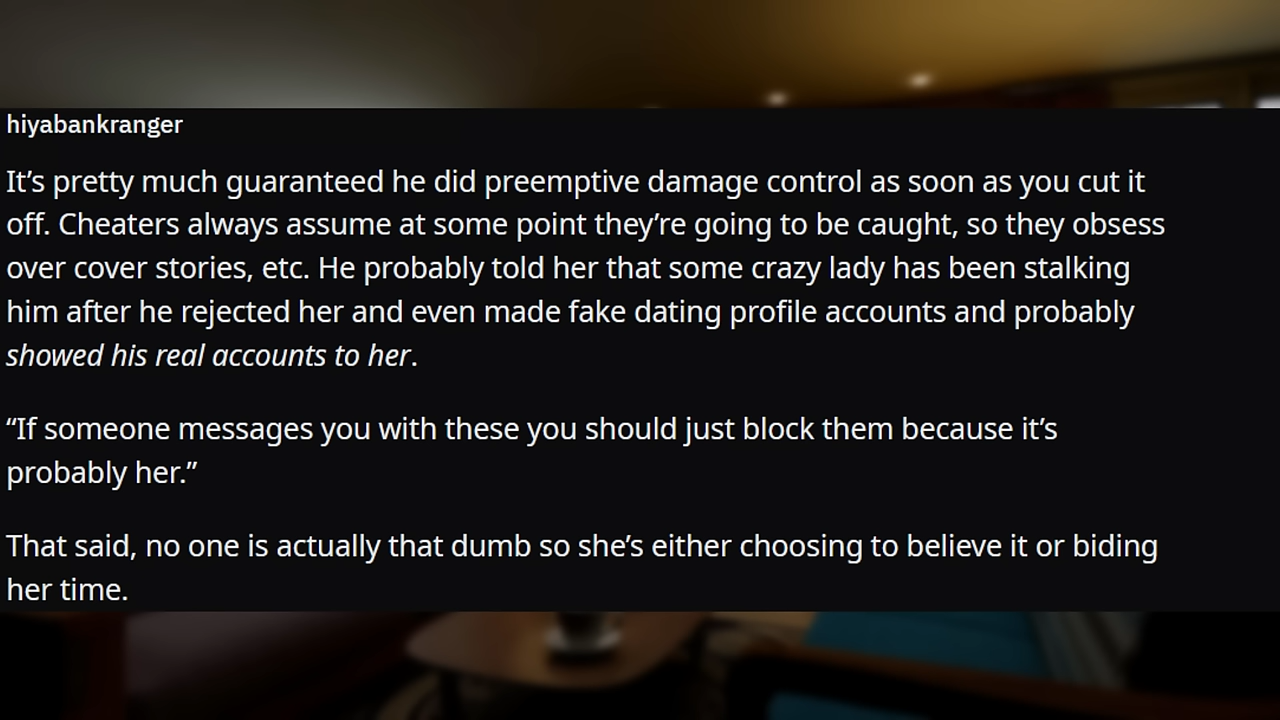 hiyabankranger
It’s pretty much guaranteed he did preemptive damage control as soon as you cut it
off. Cheaters always assume at some point they’re going to be caught, so they obsess
over cover stories, etc. He probably told her that some crazy lady has been stalking
him after he rejected her and even made fake dating profile accounts and probably
showed his real accounts to her.
“If someone messages you with these you should just block them because it’s
probably her.”
That said, no one is actually that dumb so she’s either choosing to believe it or biding
her time.